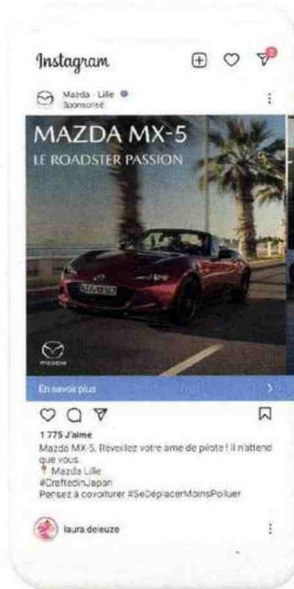 Instagram
Mazda - Lille
Sponsorisé
MAZDA MX-5
LE ROADSTER PASSION
mazda
En savoir plus
1 775 J'aime
Mazda MX-5. Réveillez votre âme de pilote ! Il n'attend
que vous.
Mazda Lille
#CraftedinJapan
Pensez à covoiturer #SeDéplacerMoinsPolluer
laura.deleuze